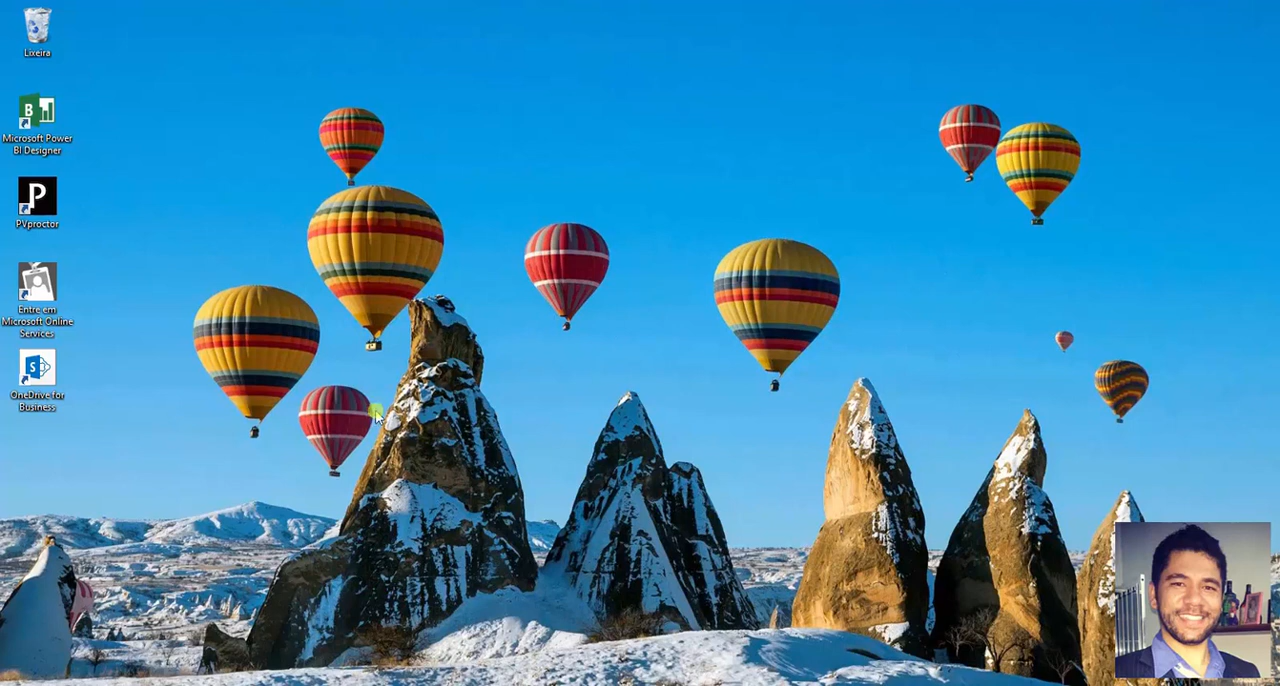 Lixeira
Microsoft Power
BI Designer
P
PVproctor
Entre em
Microsoft Online
Services
OneDrive for
Business